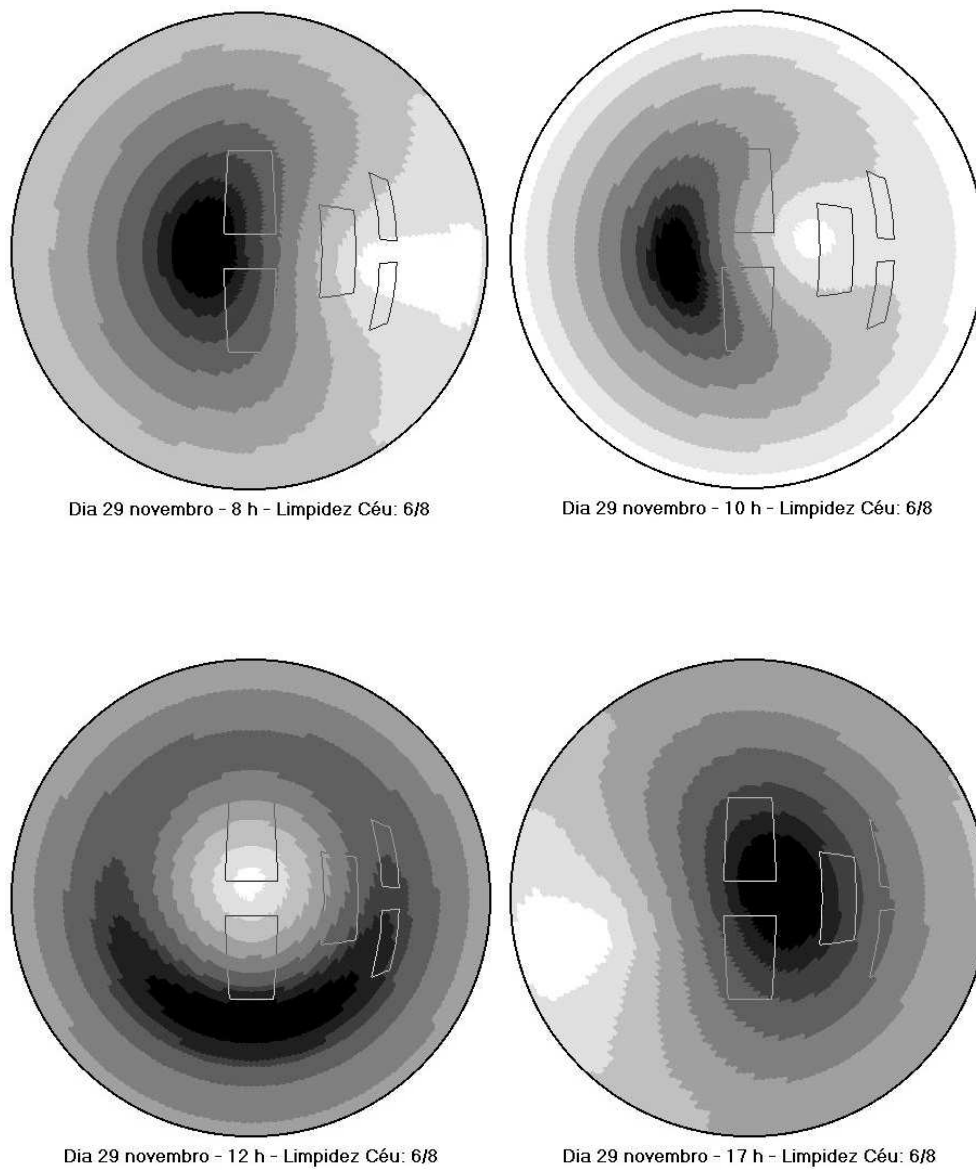 Dia 29 novembro - 8 h - Limpidez Céu: 6/8
Dia 29 novembro - 10 h - Limpidez Céu: 6/8
Dia 29 novembro - 12 h - Limpidez Céu: 6/8
Dia 29 novembro - 17 h - Limpidez Céu: 6/8